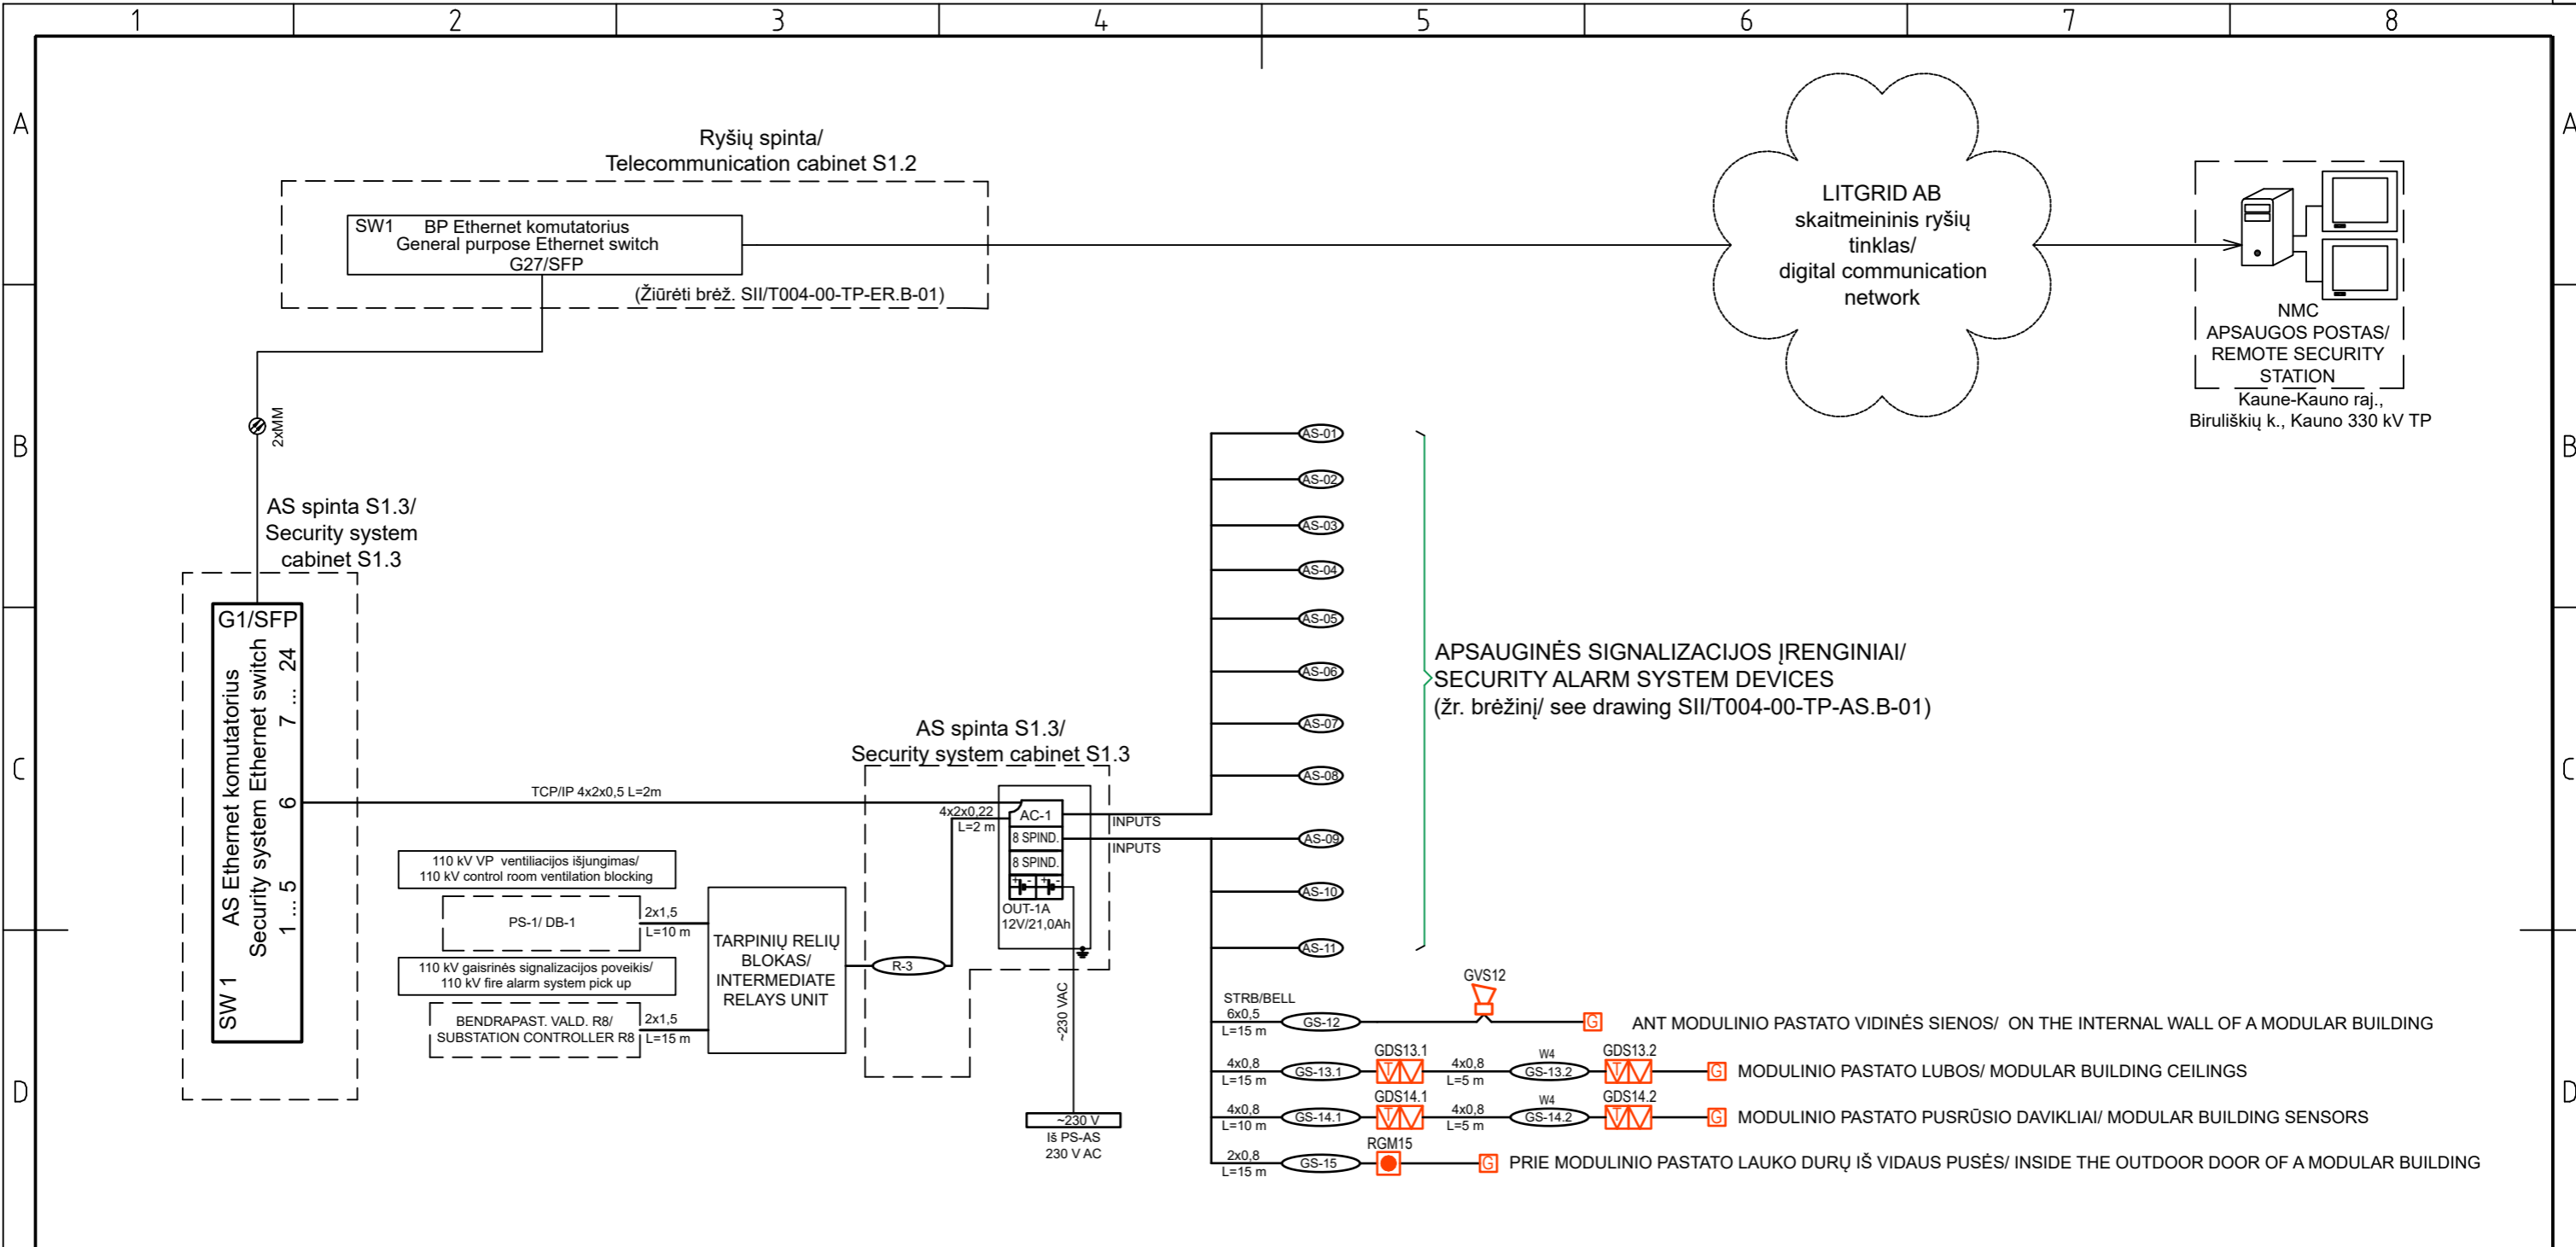 1 2 3 4 5 6 7 8
A
A
Ryšių spinta/
Telecommunication cabinet S1.2
SW1 BP Ethernet komutatorius
General purpose Ethernet switch
G27/SFP
(Žiūrėti brėž. SII/T004-00-TP-ER.B-01)
LITGRID AB
skaitmeininis ryšių
tinklas/
digital communication
network
NMC
APSAUGOS POSTAS/
REMOTE SECURITY
STATION
Kaune-Kauno raj.,
Biruliškių k., Kauno 330 kV TP
B
B
2xMM
AS spinta S1.3/
Security system
cabinet S1.3
G1/SFP
SW 1 AS Ethernet komutatorius
Security system Ethernet switch
1 ... 5 6 7 ... 24
C
C
AS-01
AS-02
AS-03
AS-04
AS-05
AS-06
AS-07
AS-08
AS-09
AS-10
AS-11
APSAUGINĖS SIGNALIZACIJOS ĮRENGINIAI/
SECURITY ALARM SYSTEM DEVICES
(žr. brėžinį/ see drawing SII/T004-00-TP-AS.B-01)
AS spinta S1.3/
Security system cabinet S1.3
TCP/IP 4x2x0,5 L=2m
4x2x0,22
L=2 m
AC-1
8 SPIND.
8 SPIND.
+ - + -
OUT-1A
12V/21,0Ah
INPUTS
INPUTS
110 kV VP ventiliacijos išjungimas/
110 kV control room ventilation blocking
PS-1/ DB-1
2x1,5
L=10 m
110 kV gaisrinės signalizacijos poveikis/
110 kV fire alarm system pick up
BENDRAPAST. VALD. R8/
SUBSTATION CONTROLLER R8
2x1,5
L=15 m
TARPINIŲ RELIŲ
BLOKAS/
INTERMEDIATE
RELAYS UNIT
R-3
~230 VAC
~230 V
Iš PS-AS
230 V AC
D
D
STRB/BELL
6x0,5
L=15 m
GS-12
GVS12
G
ANT MODULINIO PASTATO VIDINĖS SIENOS/ ON THE INTERNAL WALL OF A MODULAR BUILDING
4x0,8
L=15 m
GS-13.1
GDS13.1
T
4x0,8
L=5 m
W4
GS-13.2
GDS13.2
T
G
MODULINIO PASTATO LUBOS/ MODULAR BUILDING CEILINGS
4x0,8
L=10 m
GS-14.1
GDS14.1
T
4x0,8
L=5 m
W4
GS-14.2
GDS14.2
T
G
MODULINIO PASTATO PUSRŪSIO DAVIKLIAI/ MODULAR BUILDING SENSORS
2x0,8
L=15 m
GS-15
RGM15
G
PRIE MODULINIO PASTATO LAUKO DURŲ IŠ VIDAUS PUSĖS/ INSIDE THE OUTDOOR DOOR OF A MODULAR BUILDING